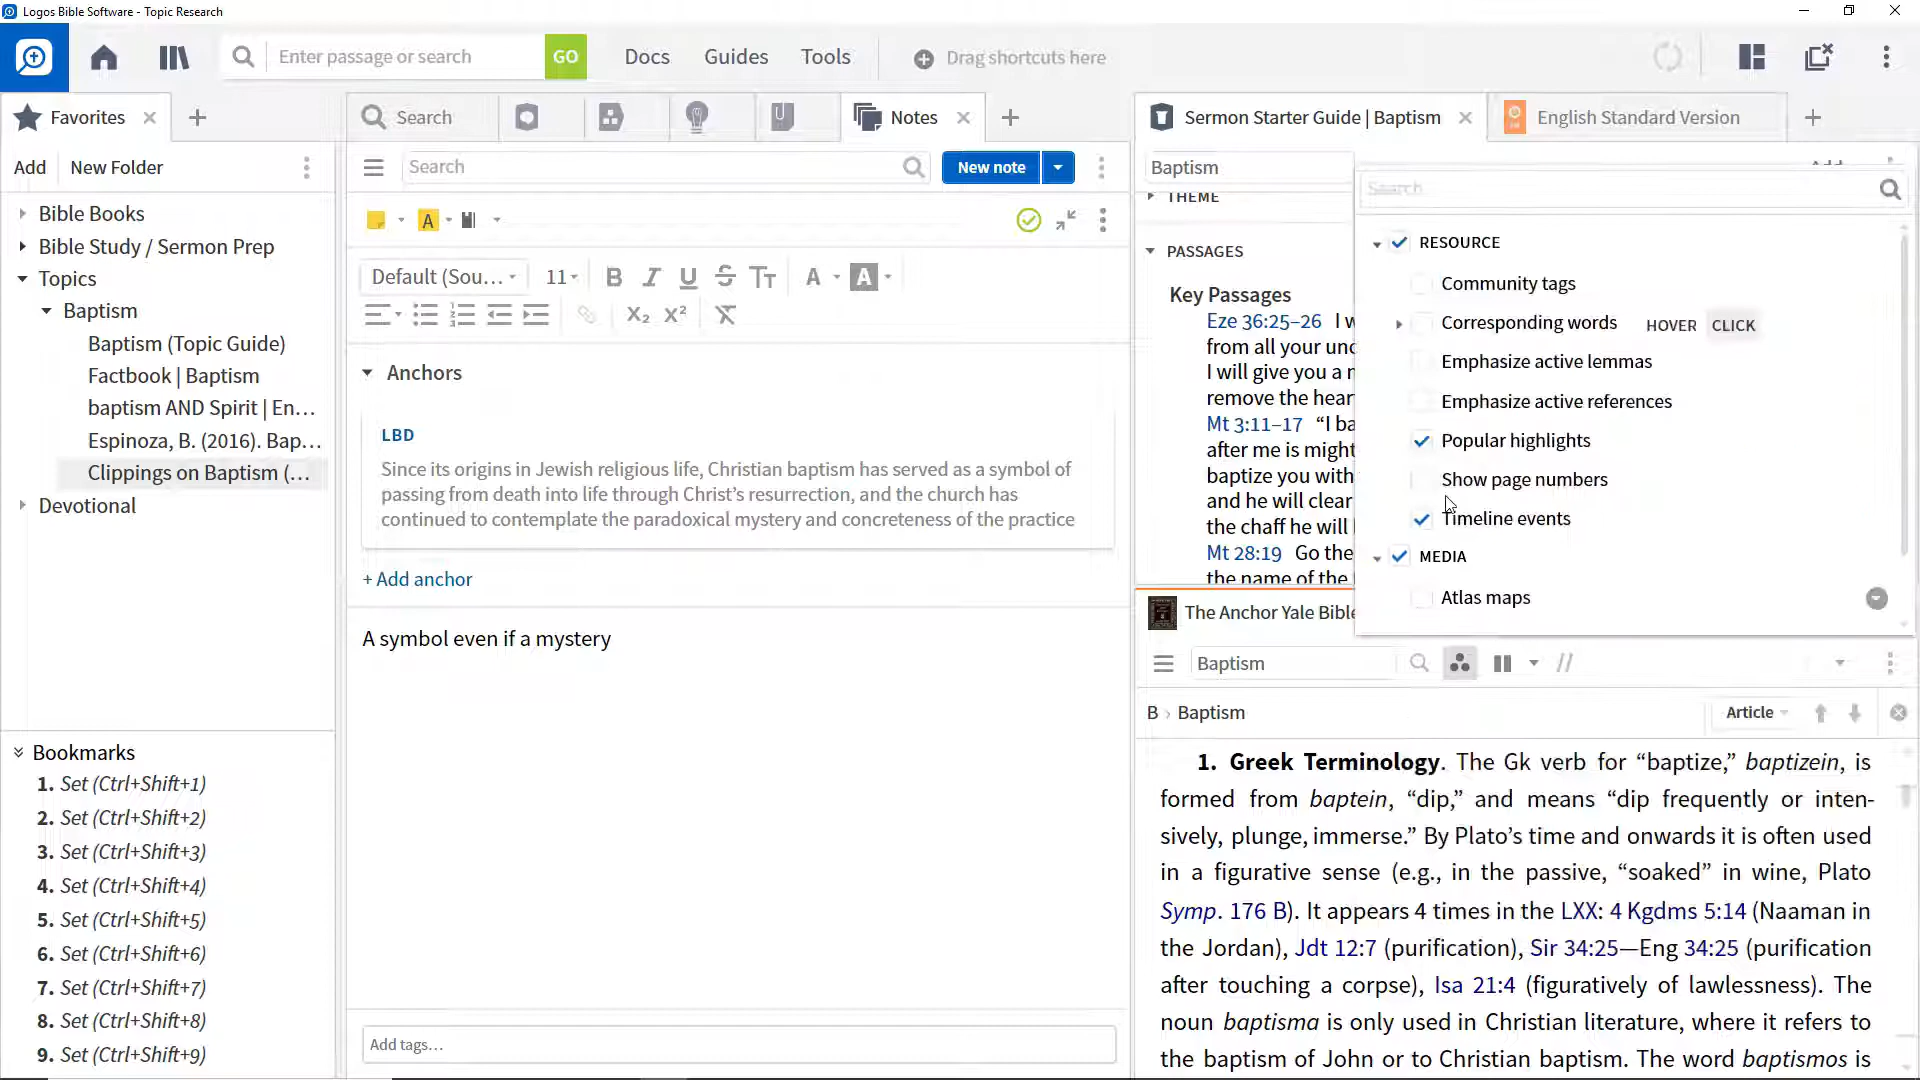 Logos Bible Software - Topic Research
Enter passage or search
GO
Docs
Guides
Tools
Drag shortcuts here
Favorites
Add
New Folder
Bible Books
Bible Study / Sermon Prep
Topics
Baptism
Baptism (Topic Guide)
Factbook | Baptism
baptism AND Spirit | En...
Espinoza, B. (2016). Bap...
Clippings on Baptism (...
Devotional
Bookmarks
1. Set (Ctrl+Shift+1)
2. Set (Ctrl+Shift+2)
3. Set (Ctrl+Shift+3)
4. Set (Ctrl+Shift+4)
5. Set (Ctrl+Shift+5)
6. Set (Ctrl+Shift+6)
7. Set (Ctrl+Shift+7)
8. Set (Ctrl+Shift+8)
9. Set (Ctrl+Shift+9)
Search
Notes
Search
New note
A
Default (Sou...
11
B I U S TT A A
X₂ X²
Anchors
LBD
Since its origins in Jewish religious life, Christian baptism has served as a symbol of
passing from death into life through Christ’s resurrection, and the church has
continued to contemplate the paradoxical mystery and concreteness of the practice
+ Add anchor
A symbol even if a mystery
Add tags...
Sermon Starter Guide | Baptism
English Standard Version
Baptism
Add
THEME
PASSAGES
Key Passages
Eze 36:25–26 I w
from all your unc
I will give you a n
remove the hear
Mt 3:11–17 “I ba
after me is might
baptize you with
and he will clear
the chaff he will
Mt 28:19 Go the
the name of the
Search
RESOURCE
Community tags
Corresponding words HOVER CLICK
Emphasize active lemmas
Emphasize active references
Popular highlights
Show page numbers
Timeline events
MEDIA
Atlas maps
The Anchor Yale Bible
Baptism
B › Baptism
Article
1. Greek Terminology. The Gk verb for “baptize,” baptizein, is
formed from baptein, “dip,” and means “dip frequently or inten-
sively, plunge, immerse.” By Plato’s time and onwards it is often used
in a figurative sense (e.g., in the passive, “soaked” in wine, Plato
Symp. 176 B). It appears 4 times in the LXX: 4 Kgdms 5:14 (Naaman in
the Jordan), Jdt 12:7 (purification), Sir 34:25—Eng 34:25 (purification
after touching a corpse), Isa 21:4 (figuratively of lawlessness). The
noun baptisma is only used in Christian literature, where it refers to
the baptism of John or to Christian baptism. The word baptismos is